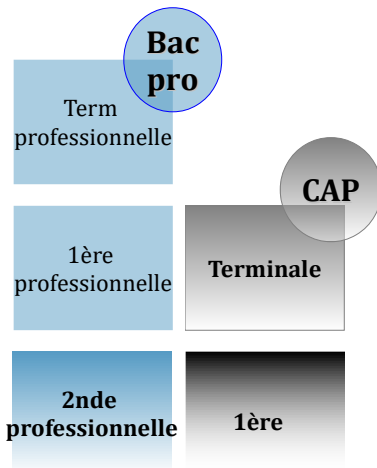 Bac
pro
Term
professionnelle
CAP
1ère
professionnelle
Terminale
2nde
professionnelle
1ère